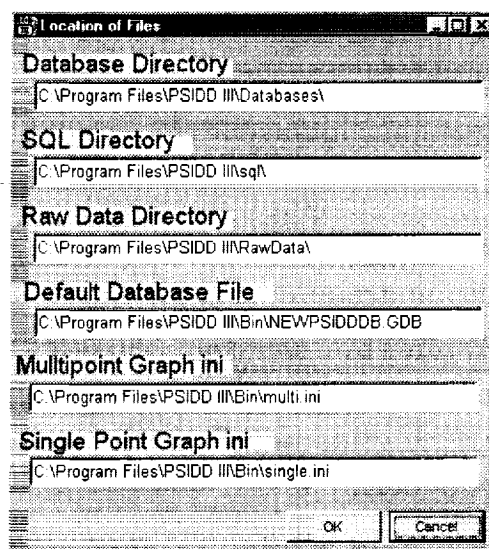 Location of Files
Database Directory
C:\Program Files\PSIDD III\Databases\
SQL Directory
C:\Program Files\PSIDD III\sql\
Raw Data Directory
C:\Program Files\PSIDD III\RawData\
Default Database File
C:\Program Files\PSIDD III\Bin\NEWPSIDDDB.GDB
Mulltipoint Graph ini
C:\Program Files\PSIDD III\Bin\multi.ini
Single Point Graph ini
C:\Program Files\PSIDD III\Bin\single.ini
OK Cancel